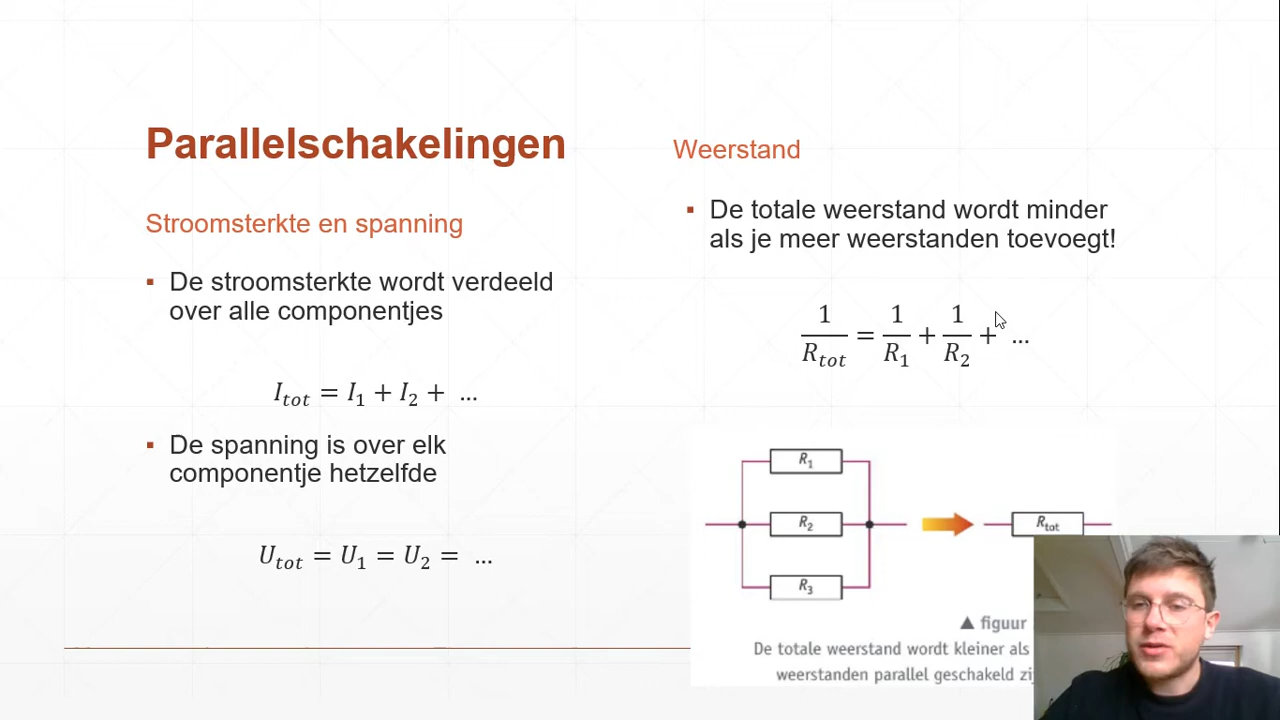 Parallelschakelingen
Stroomsterkte en spanning
▪ De stroomsterkte wordt verdeeld
over alle componentjes
I_tot = I_1 + I_2 + ...
▪ De spanning is over elk
componentje hetzelfde
U_tot = U_1 = U_2 = ...
Weerstand
▪ De totale weerstand wordt minder
als je meer weerstanden toevoegt!
1/R_tot = 1/R_1 + 1/R_2 + ...
R_1
R_2
R_3
R_tot
▲ figuur
De totale weerstand wordt kleiner als
weerstanden parallel geschakeld